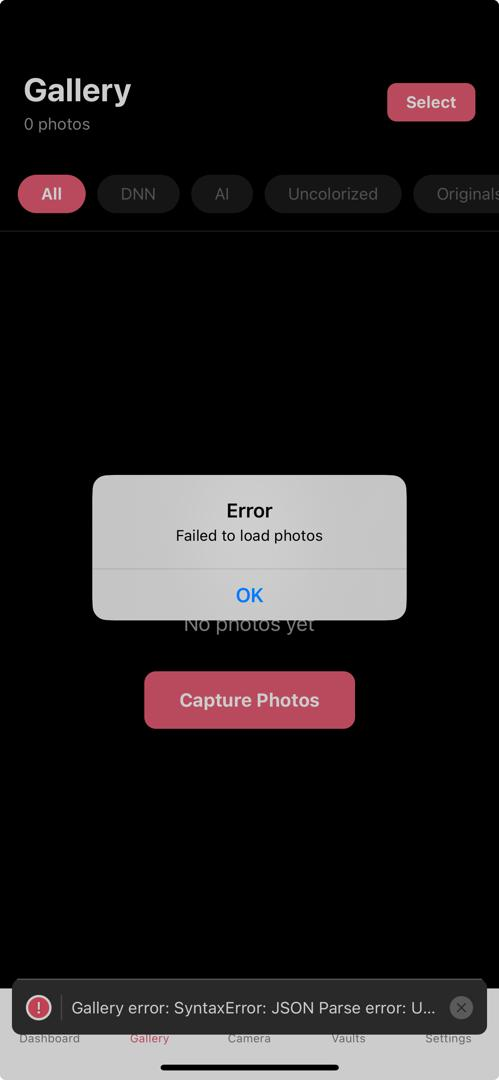 Gallery
0 photos
Select
All
DNN
AI
Uncolorized
Originals
Error
Failed to load photos
OK
No photos yet
Capture Photos
! Gallery error: SyntaxError: JSON Parse error: U...
Dashboard
Gallery
Camera
Vaults
Settings